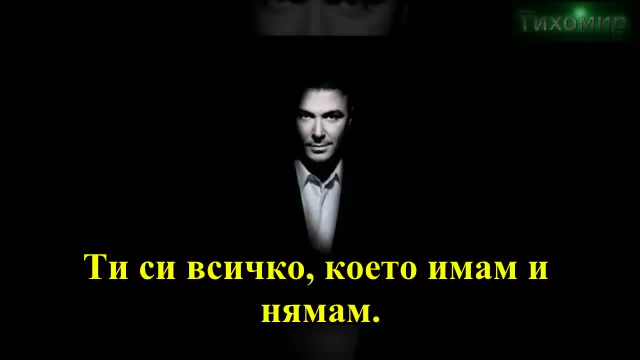 Тихомир
Ти си всичко, което имам и
нямам.